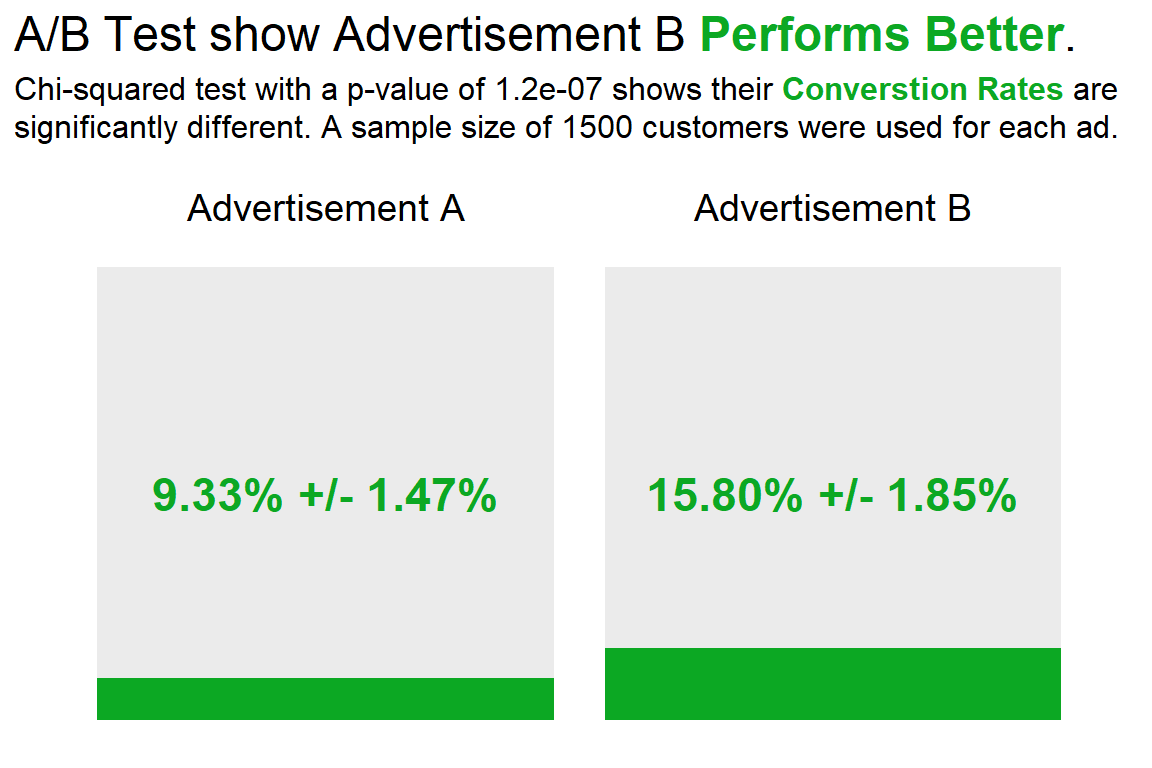 A/B Test show Advertisement B Performs Better.
Chi-squared test with a p-value of 1.2e-07 shows their Converstion Rates are
significantly different. A sample size of 1500 customers were used for each ad.
Advertisement A
Advertisement B
9.33% +/- 1.47%
15.80% +/- 1.85%